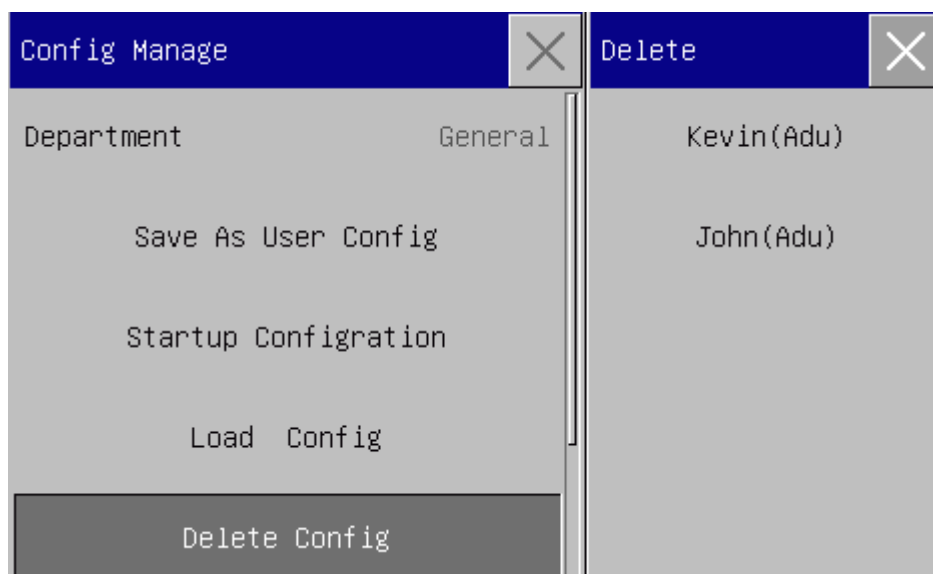 Config Manage
Department General
Save As User Config
Startup Configration
Load Config
Delete Config
Delete
Kevin(Adu)
John(Adu)